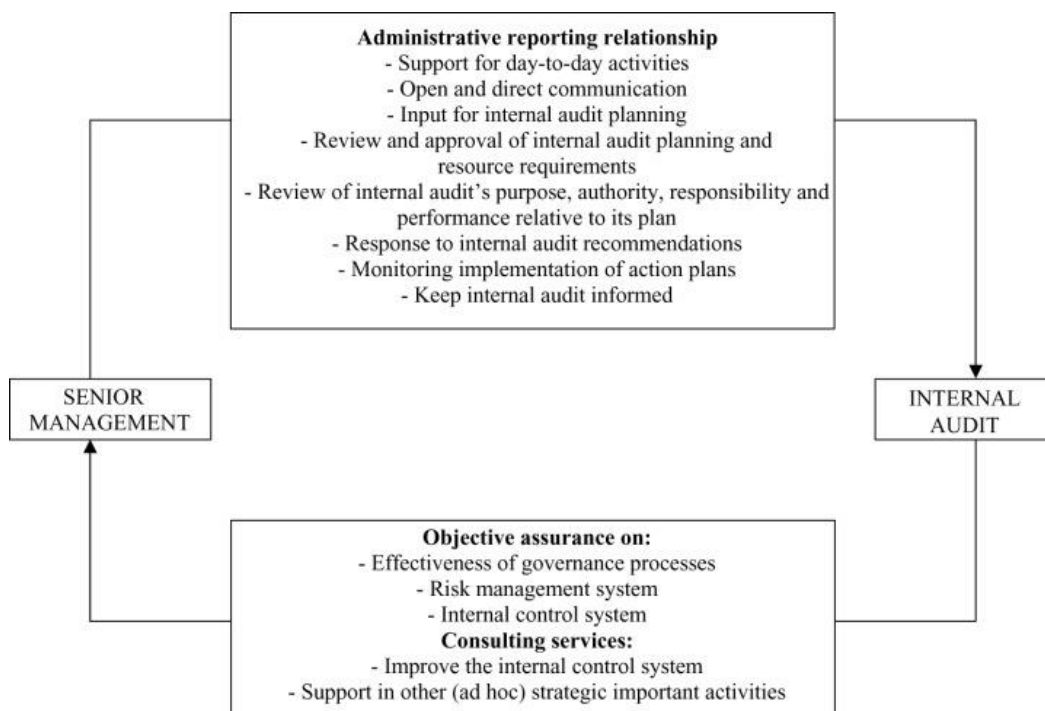 Administrative reporting relationship
- Support for day-to-day activities
- Open and direct communication
- Input for internal audit planning
- Review and approval of internal audit planning and
resource requirements
- Review of internal audit's purpose, authority, responsibility and
performance relative to its plan
- Response to internal audit recommendations
- Monitoring implementation of action plans
- Keep internal audit informed
SENIOR
MANAGEMENT
INTERNAL
AUDIT
Objective assurance on:
- Effectiveness of governance processes
- Risk management system
- Internal control system
Consulting services:
- Improve the internal control system
- Support in other (ad hoc) strategic important activities